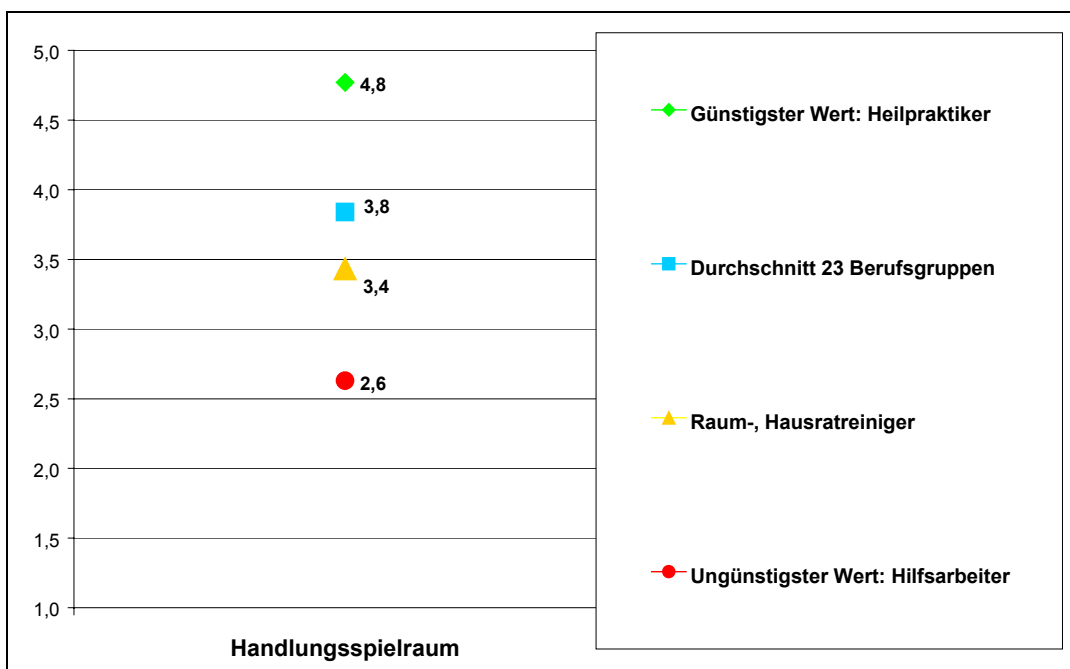 5,0
4,5
4,0
3,5
3,0
2,5
2,0
1,5
1,0
4,8
3,8
3,4
2,6
Handlungsspielraum
Günstigster Wert: Heilpraktiker
Durchschnitt 23 Berufsgruppen
Raum-, Hausratreiniger
Ungünstigster Wert: Hilfsarbeiter